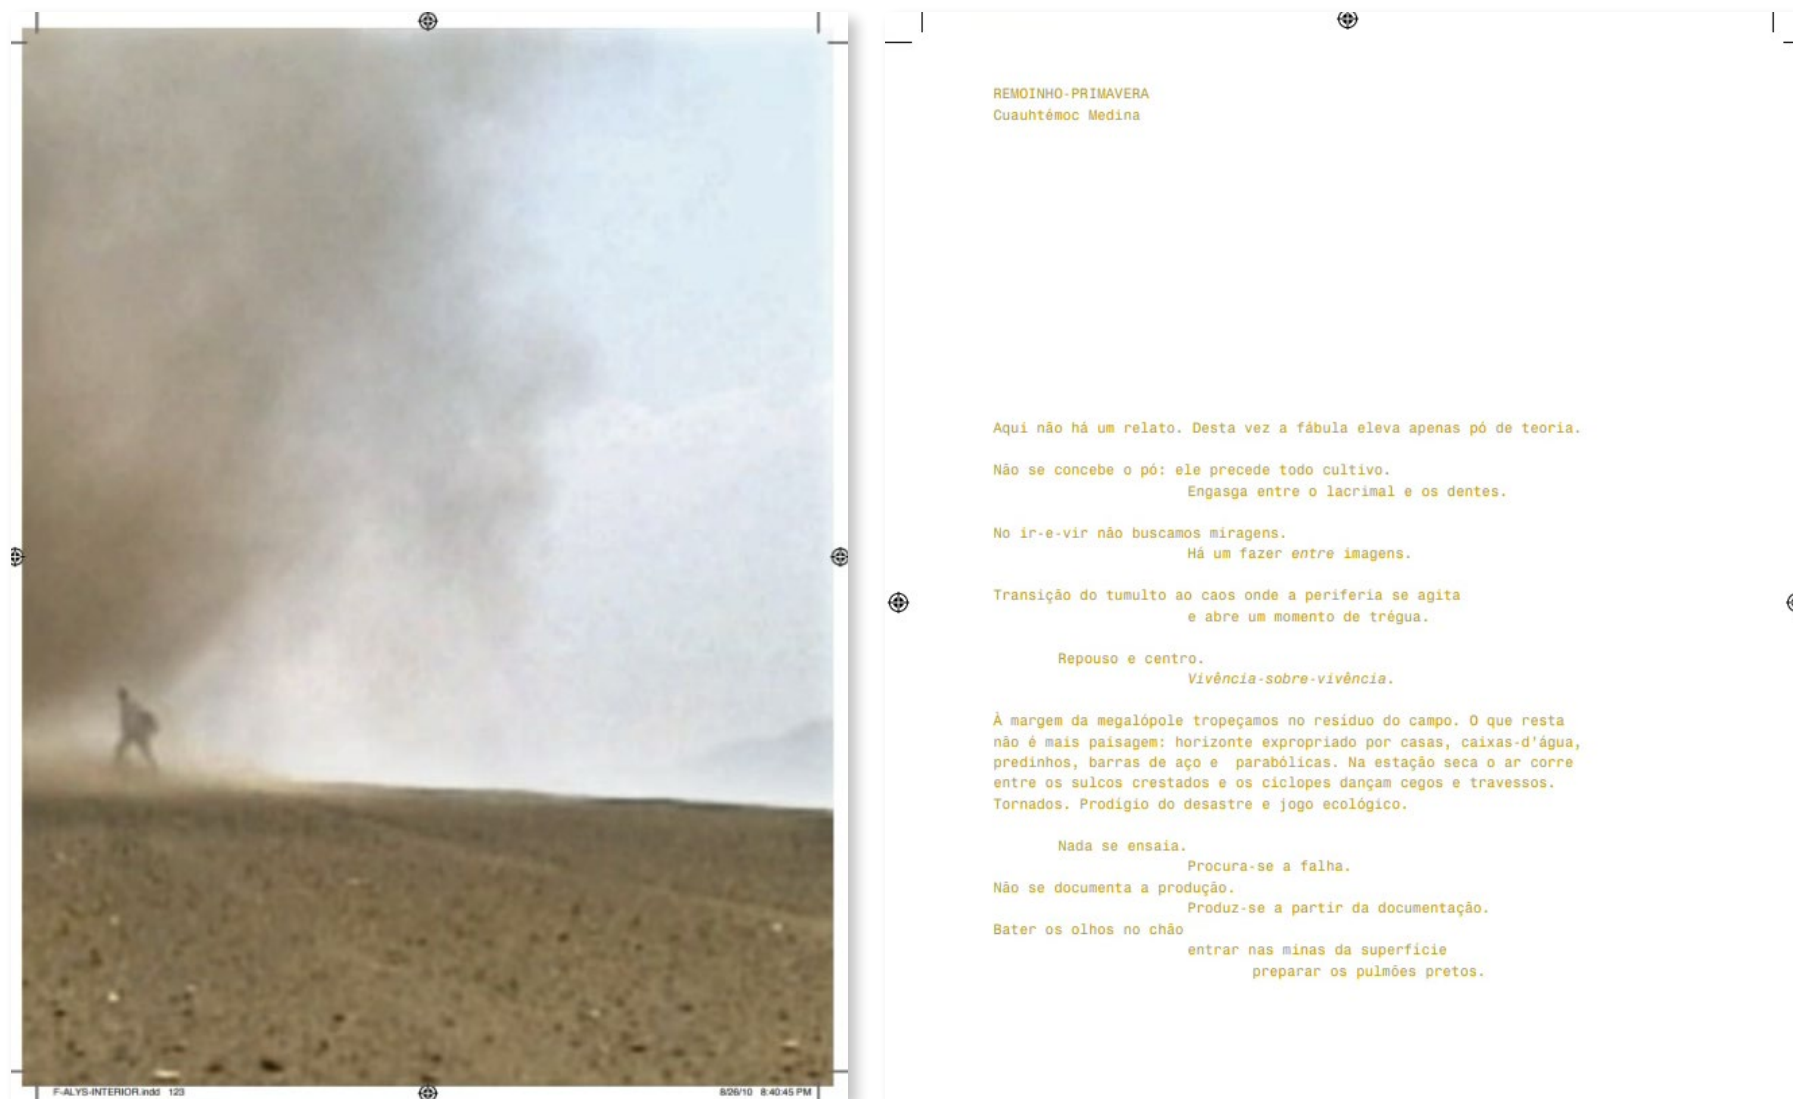 F-ALYS-INTERIOR.indd 123
8/26/10 8:40:45 PM
REMOINHO-PRIMAVERA
Cuauhtémoc Medina
Aqui não há um relato. Desta vez a fábula eleva apenas pó de teoria.
Não se concebe o pó: ele precede todo cultivo.
Engasga entre o lacrimal e os dentes.
No ir-e-vir não buscamos miragens.
Há um fazer entre imagens.
Transição do tumulto ao caos onde a periferia se agita
e abre um momento de trégua.
Repouso e centro.
Vivência-sobre-vivência.
À margem da megalópole tropeçamos no resíduo do campo. O que resta
não é mais paisagem: horizonte expropriado por casas, caixas-d'água,
predinhos, barras de aço e parabólicas. Na estação seca o ar corre
entre os sulcos crestados e os ciclopes dançam cegos e travessos.
Tornados. Prodígio do desastre e jogo ecológico.
Nada se ensaia.
Procura-se a falha.
Não se documenta a produção.
Produz-se a partir da documentação.
Bater os olhos no chão
entrar nas minas da superfície
preparar os pulmões pretos.